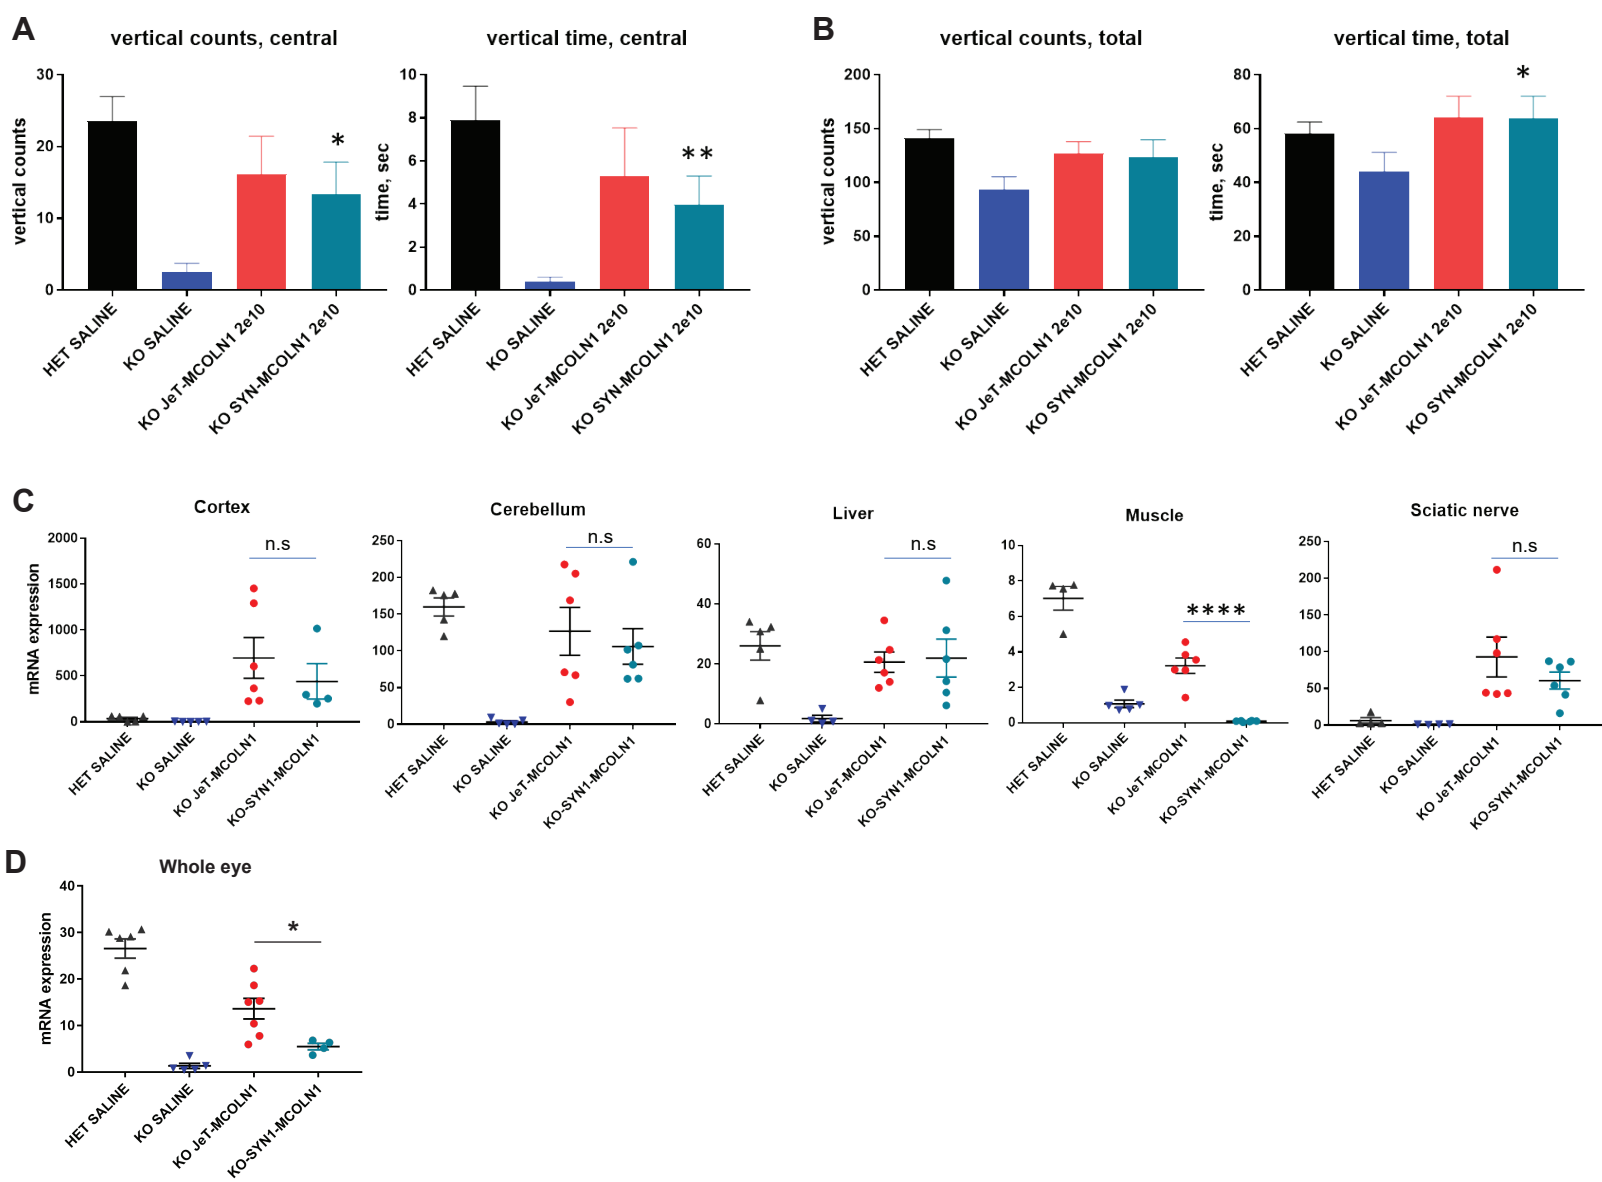 A
vertical counts, central
vertical counts
30
20
10
0
*
HET SALINE
KO SALINE
KO JeT-MCOLN1 2e10
KO SYN-MCOLN1 2e10
vertical time, central
time, sec
10
8
6
4
2
0
**
HET SALINE
KO SALINE
KO JeT-MCOLN1 2e10
KO SYN-MCOLN1 2e10
B
vertical counts, total
vertical counts
200
150
100
50
0
HET SALINE
KO SALINE
KO JeT-MCOLN1 2e10
KO SYN-MCOLN1 2e10
vertical time, total
time, sec
80
60
40
20
0
*
HET SALINE
KO SALINE
KO JeT-MCOLN1 2e10
KO SYN-MCOLN1 2e10
C
Cortex
mRNA expression
2000
1500
1000
500
0
n.s
HET SALINE
KO SALINE
KO JeT-MCOLN1
KO-SYN1-MCOLN1
Cerebellum
250
200
150
100
50
0
n.s
HET SALINE
KO SALINE
KO JeT-MCOLN1
KO-SYN1-MCOLN1
Liver
60
40
20
0
n.s
HET SALINE
KO SALINE
KO JeT-MCOLN1
KO-SYN1-MCOLN1
Muscle
10
8
6
4
2
0
****
HET SALINE
KO SALINE
KO JeT-MCOLN1
KO-SYN1-MCOLN1
Sciatic nerve
250
200
150
100
50
0
n.s
HET SALINE
KO SALINE
KO JeT-MCOLN1
KO-SYN1-MCOLN1
D
Whole eye
mRNA expression
40
30
20
10
0
*
HET SALINE
KO SALINE
KO JeT-MCOLN1
KO-SYN1-MCOLN1